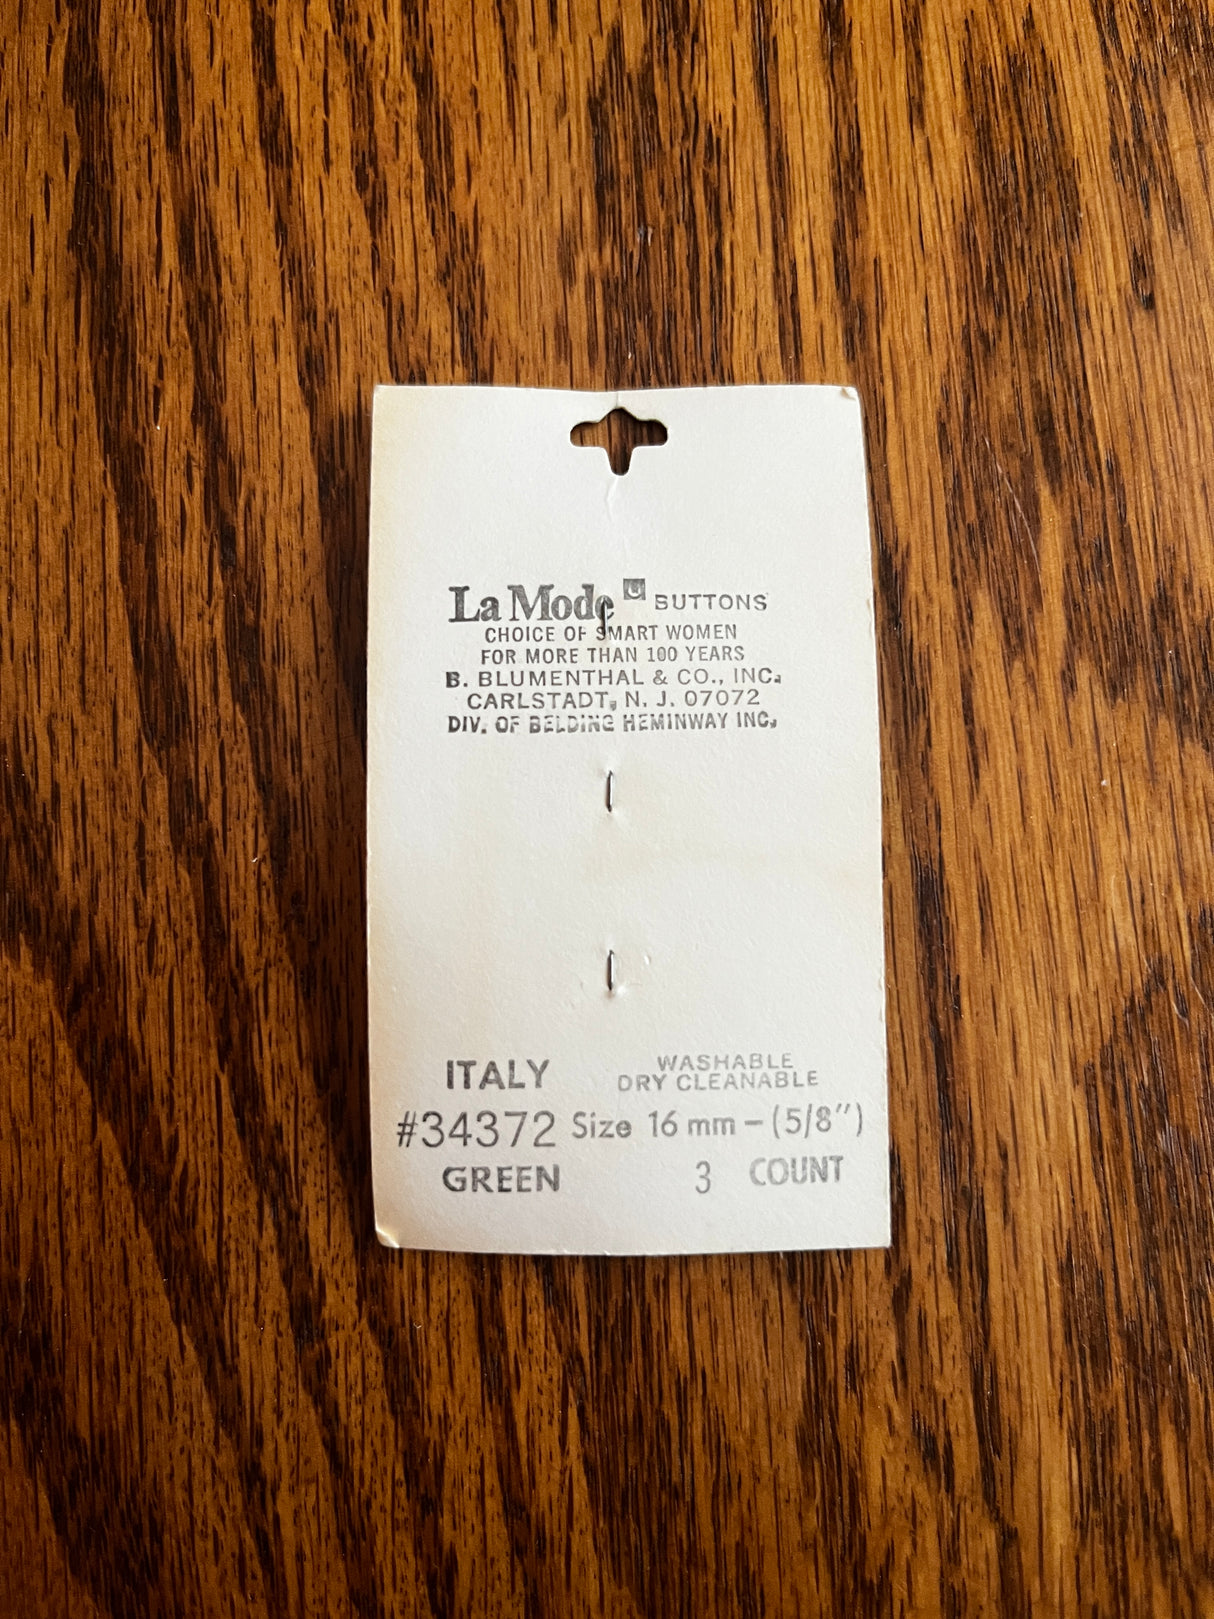 La Mode BUTTONS
CHOICE OF SMART WOMEN
FOR MORE THAN 100 YEARS
B. BLUMENTHAL & CO., INC.
CARLSTADT, N. J. 07072
DIV. OF BELDING HEMINWAY INC.
ITALY
WASHABLE
DRY CLEANABLE
#34372 Size 16 mm – (5/8")
GREEN 3 COUNT